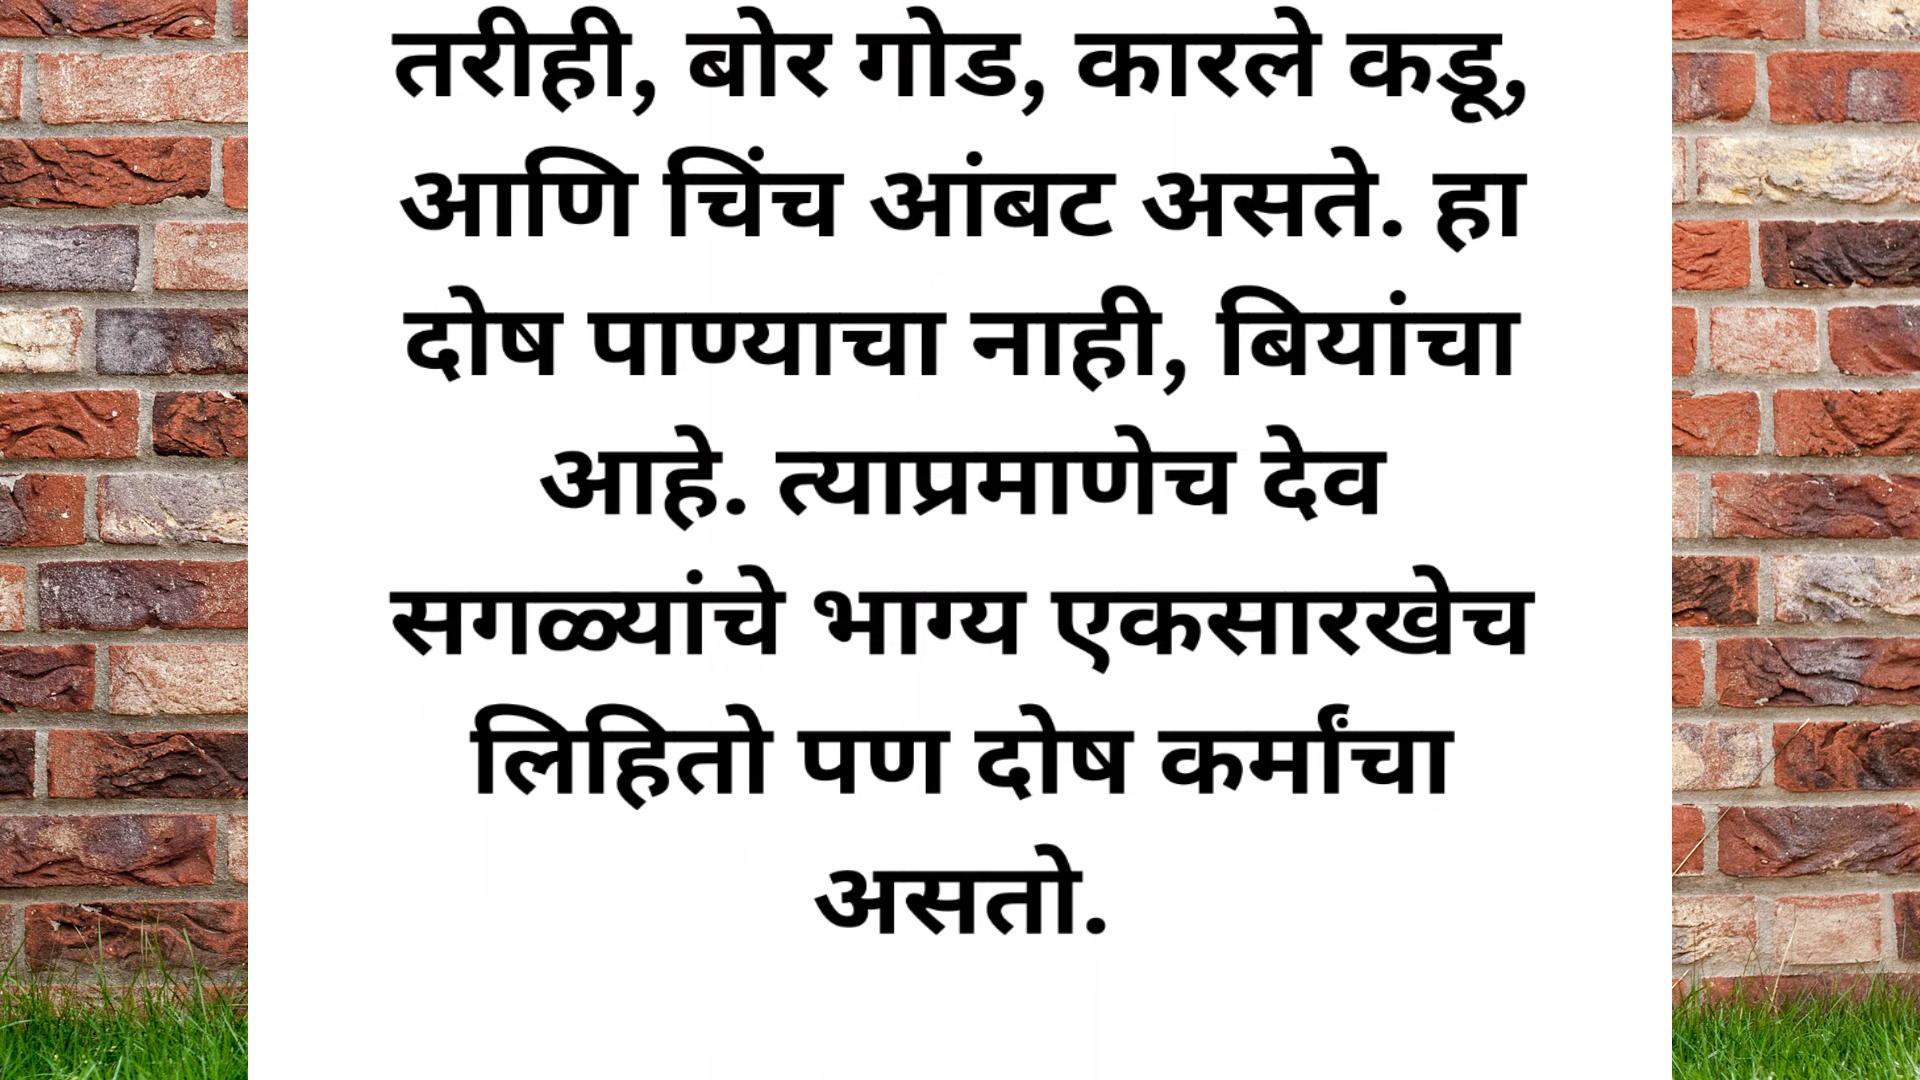 तरीही, बोर गोड, कारले कडू,
आणि चिंच आंबट असते. हा
दोष पाण्याचा नाही, बियांचा
आहे. त्याप्रमाणेच देव
सगळ्यांचे भाग्य एकसारखेच
लिहितो पण दोष कर्मांचा
असतो.